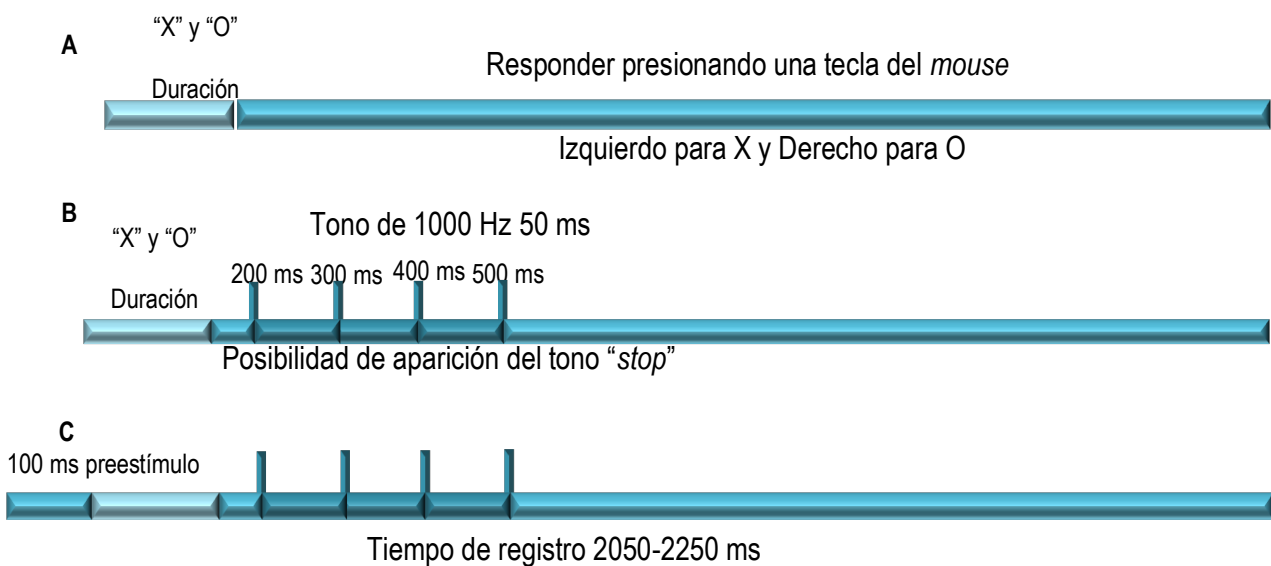 A
“X” y “O”
Duración
Responder presionando una tecla del mouse
Izquierdo para X y Derecho para O
B
“X” y “O”
Duración
Tono de 1000 Hz 50 ms
200 ms 300 ms 400 ms 500 ms
Posibilidad de aparición del tono “stop”
C
100 ms preestímulo
Tiempo de registro 2050-2250 ms